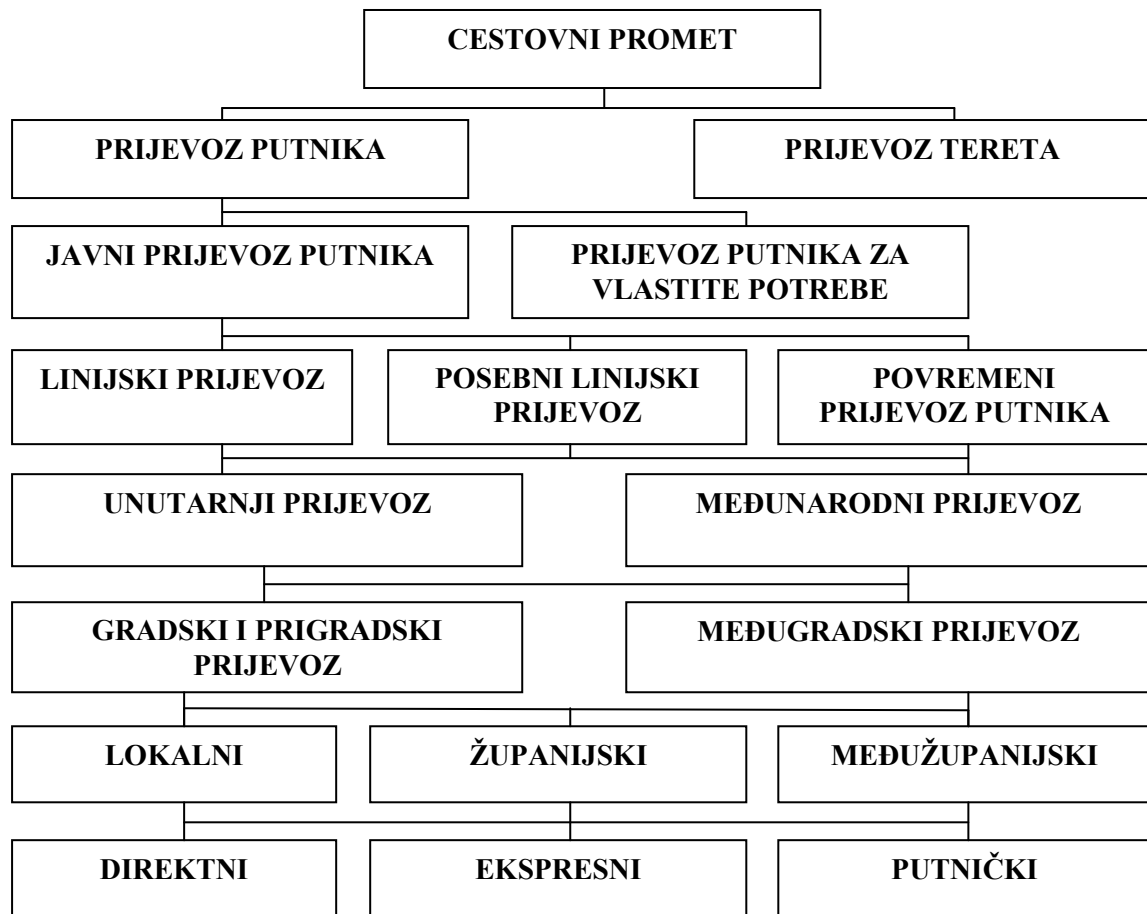 CESTOVNI PROMET
PRIJEVOZ PUTNIKA
PRIJEVOZ TERETA
JAVNI PRIJEVOZ PUTNIKA
PRIJEVOZ PUTNIKA ZA
VLASTITE POTREBE
LINIJSKI PRIJEVOZ
POSEBNI LINIJSKI
PRIJEVOZ
POVREMENI
PRIJEVOZ PUTNIKA
UNUTARNJI PRIJEVOZ
MEĐUNARODNI PRIJEVOZ
GRADSKI I PRIGRADSKI
PRIJEVOZ
MEĐUGRADSKI PRIJEVOZ
LOKALNI
ŽUPANIJSKI
MEĐUŽUPANIJSKI
DIREKTNI
EKSPRESNI
PUTNIČKI